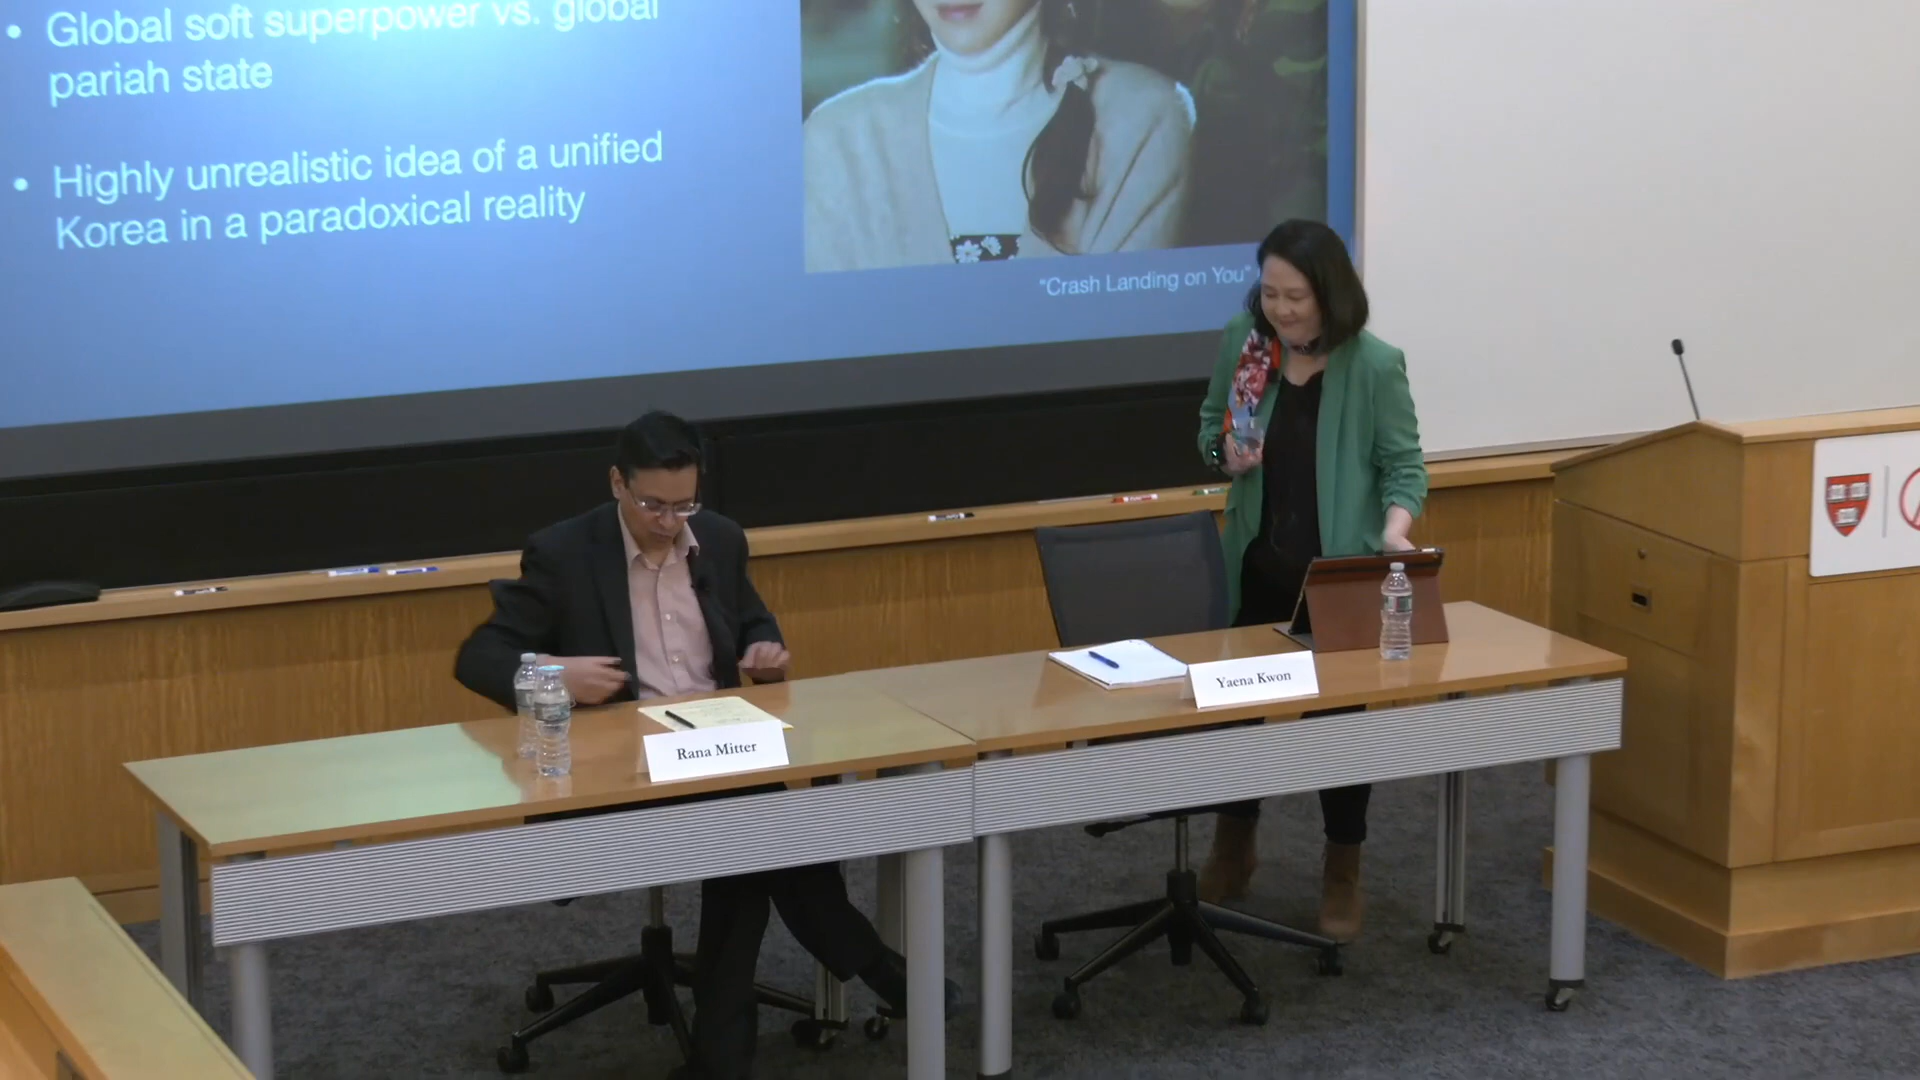 • Global soft superpower vs. global
pariah state
• Highly unrealistic idea of a unified
Korea in a paradoxical reality
"Crash Landing on You"
Yaena Kwon
Rana Mitter